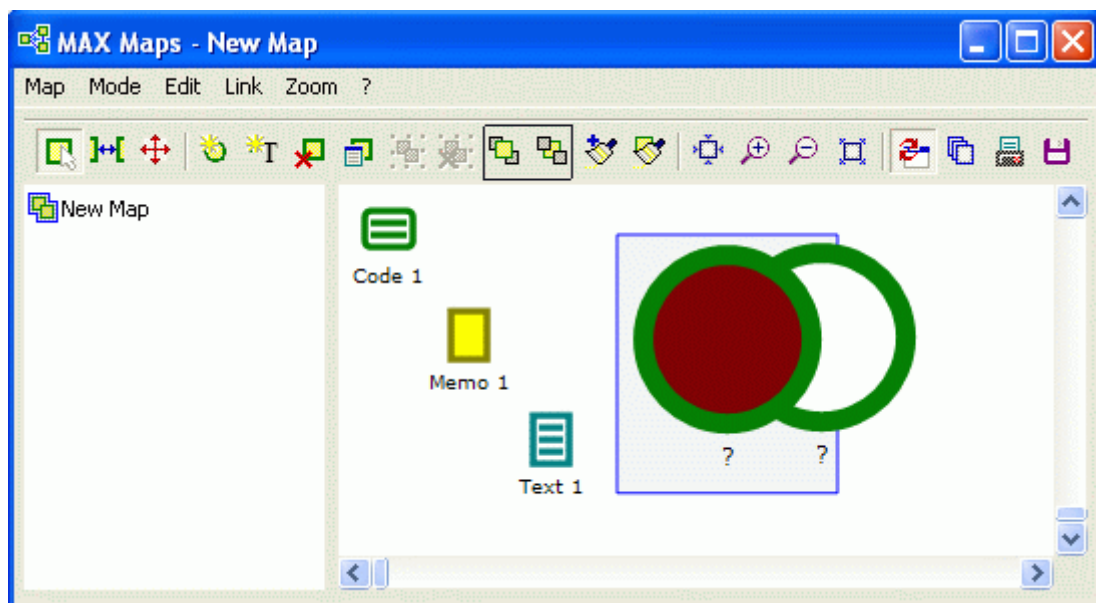 MAX Maps - New Map
Map Mode Edit Link Zoom ?
T
New Map
Code 1
Memo 1
Text 1
? ?